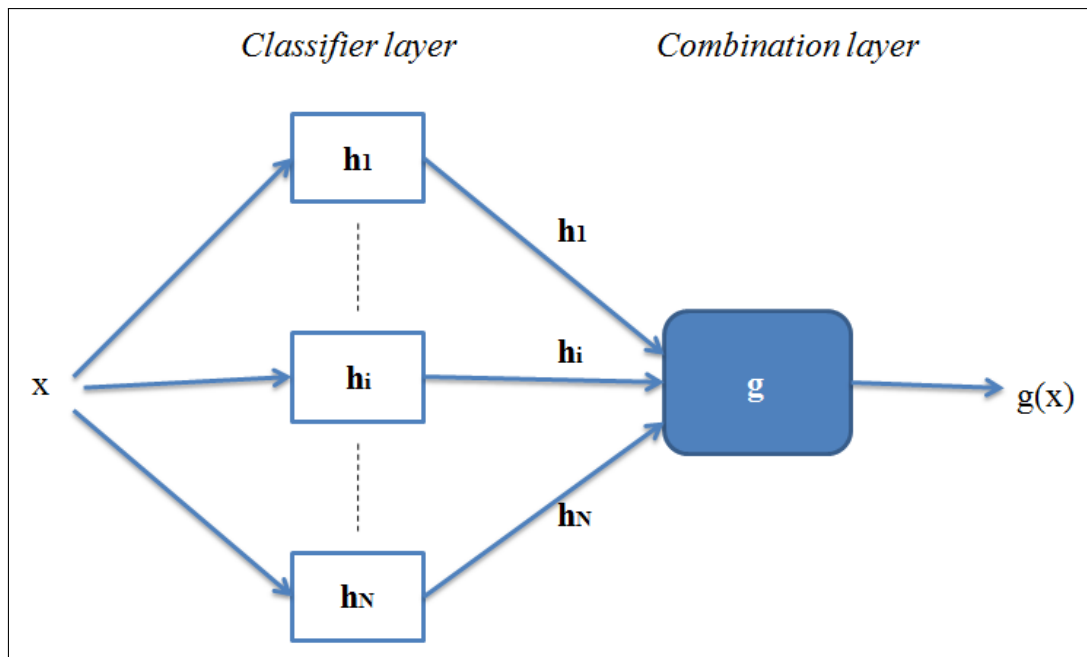 Classifier layer
Combination layer
h1
h1
hi
hi
x
g
g(x)
hN
hN